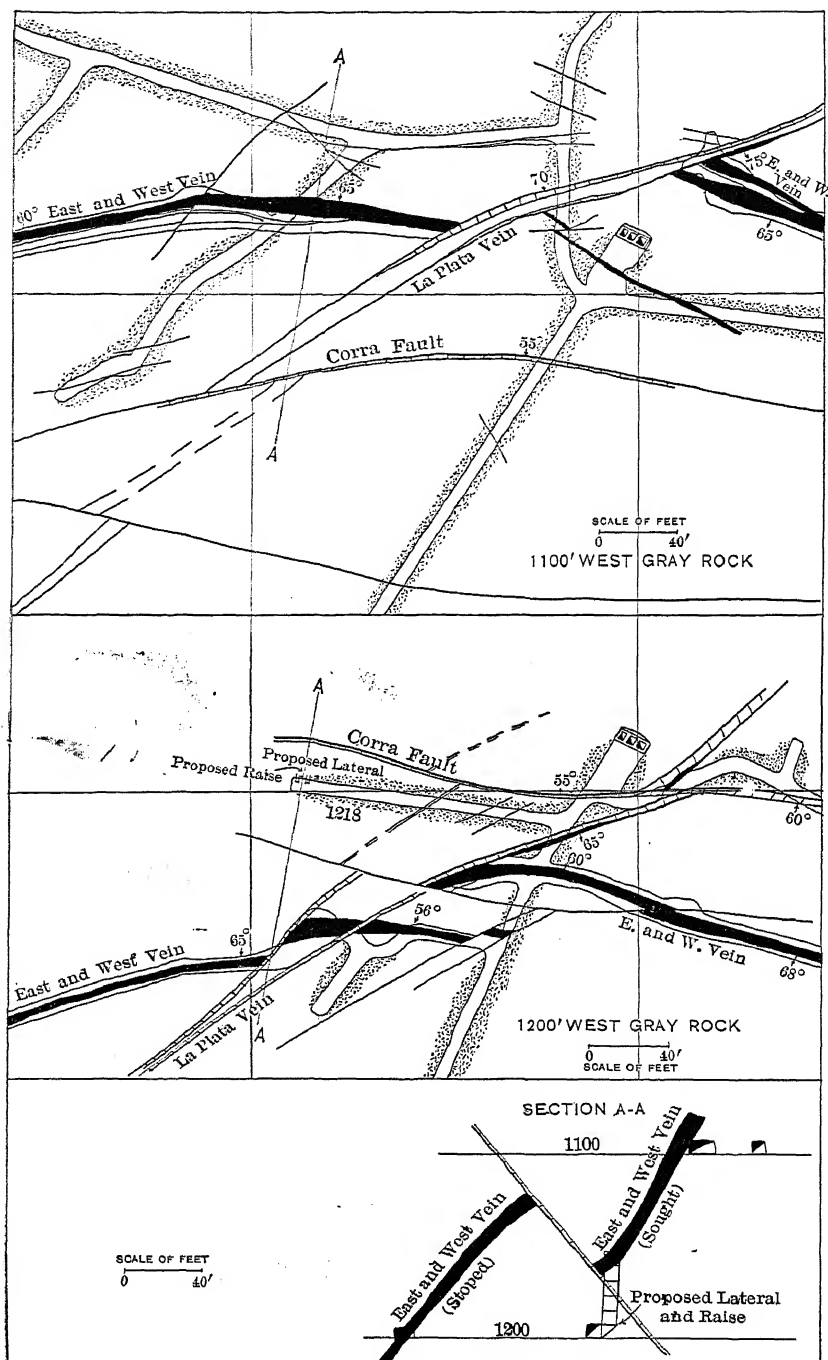 A
60° East and West Vein
65°
70°
75°
75°
E. and W.
Vein
65°
La Plata Vein
Corra Fault
55
A
SCALE OF FEET
0 40'
1100' WEST GRAY ROCK
A
Corra Fault
Proposed Lateral
Proposed Raise
55°
1218
60°
65°
60°
56°
65°
East and West Vein
E. and W. Vein
68°
La Plata Vein
A
1200' WEST GRAY ROCK
0 40'
SCALE OF FEET
SECTION A-A
1100
East and West Vein
(Sought)
East and West Vein
(Stoped)
SCALE OF FEET
0 40'
Proposed Lateral
and Raise
1200